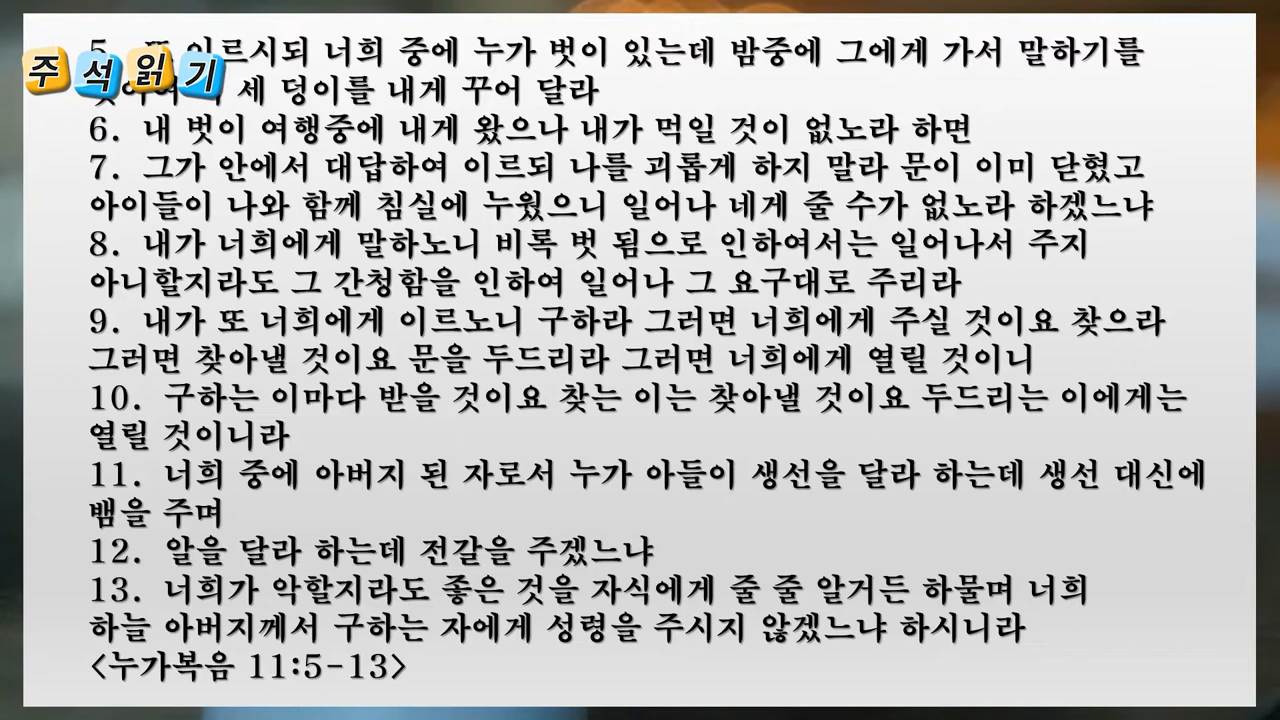 주석읽기
5. 이르시되 너희 중에 누가 벗이 있는데 밤중에 그에게 가서 말하기를
세 덩이를 내게 꾸어 달라
6. 내 벗이 여행중에 내게 왔으나 내가 먹일 것이 없노라 하면
7. 그가 안에서 대답하여 이르되 나를 괴롭게 하지 말라 문이 이미 닫혔고
아이들이 나와 함께 침실에 누웠으니 일어나 네게 줄 수가 없노라 하겠느냐
8. 내가 너희에게 말하노니 비록 벗 됨으로 인하여서는 일어나서 주지
아니할지라도 그 간청함을 인하여 일어나 그 요구대로 주리라
9. 내가 또 너희에게 이르노니 구하라 그러면 너희에게 주실 것이요 찾으라
그러면 찾아낼 것이요 문을 두드리라 그러면 너희에게 열릴 것이니
10. 구하는 이마다 받을 것이요 찾는 이는 찾아낼 것이요 두드리는 이에게는
열릴 것이니라
11. 너희 중에 아버지 된 자로서 누가 아들이 생선을 달라 하는데 생선 대신에
뱀을 주며
12. 알을 달라 하는데 전갈을 주겠느냐
13. 너희가 악할지라도 좋은 것을 자식에게 줄 줄 알거든 하물며 너희
하늘 아버지께서 구하는 자에게 성령을 주시지 않겠느냐 하시니라
<누가복음 11:5-13>